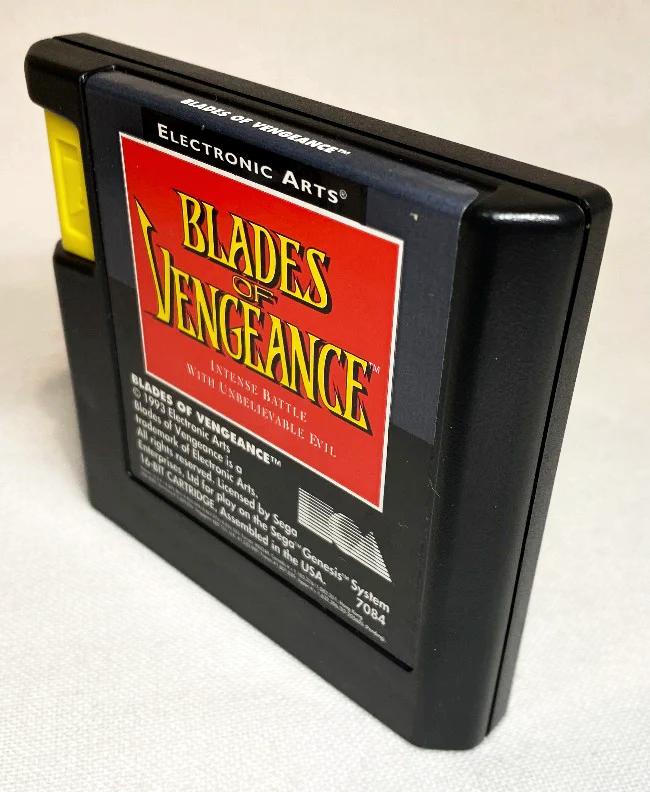 BLADES OF VENGEANCE™
ELECTRONIC ARTS®
BLADES
OF
VENGEANCE™
INTENSE BATTLE
WITH UNBELIEVABLE EVIL
BLADES OF VENGEANCE™
© 1993 Electronic Arts
Blades of Vengeance is a
trademark of Electronic Arts.
All rights reserved. Licensed by Sega
Enterprises, Ltd for play on the Sega™ Genesis™ System
16-BIT CARTRIDGE. Assembled in the USA.
7084
EA